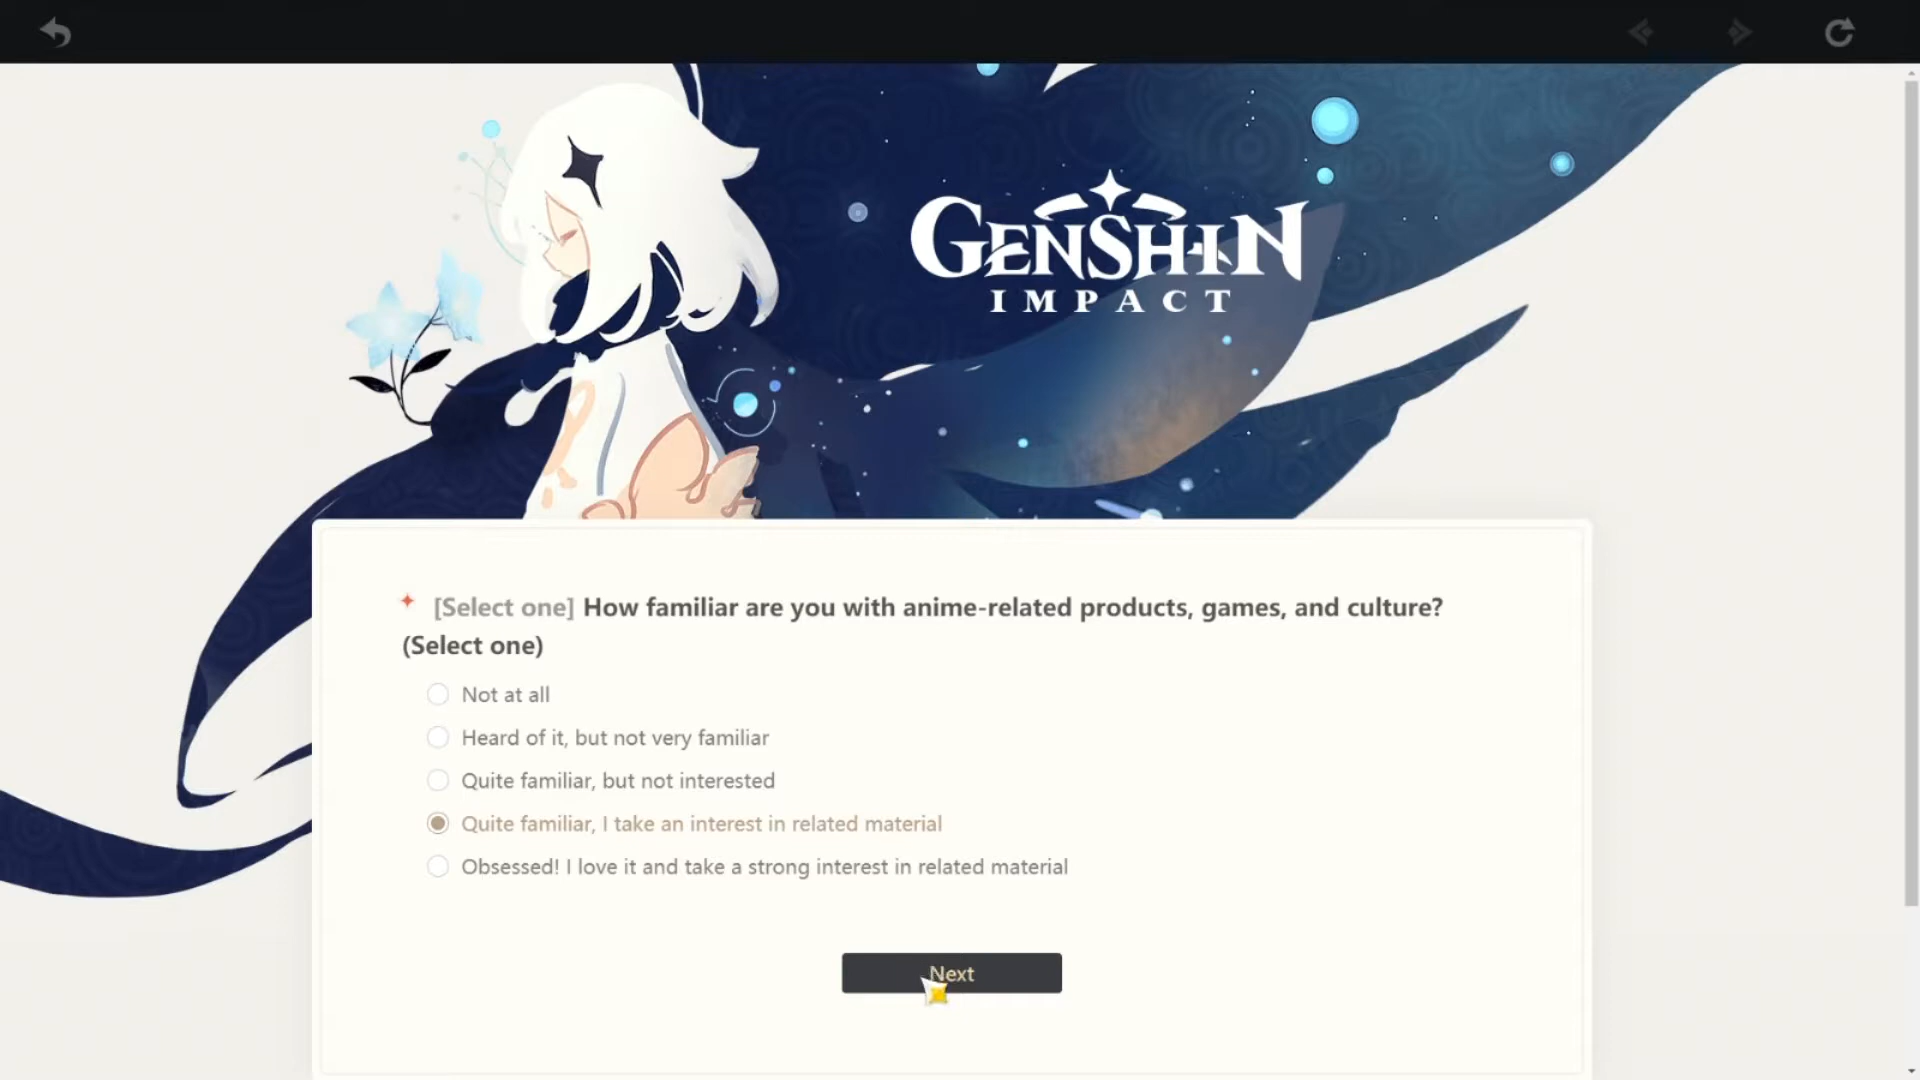 GENSHIN
IMPACT
[Select one] How familiar are you with anime-related products, games, and culture?
(Select one)
Not at all
Heard of it, but not very familiar
Quite familiar, but not interested
Quite familiar, I take an interest in related material
Obsessed! I love it and take a strong interest in related material
Next